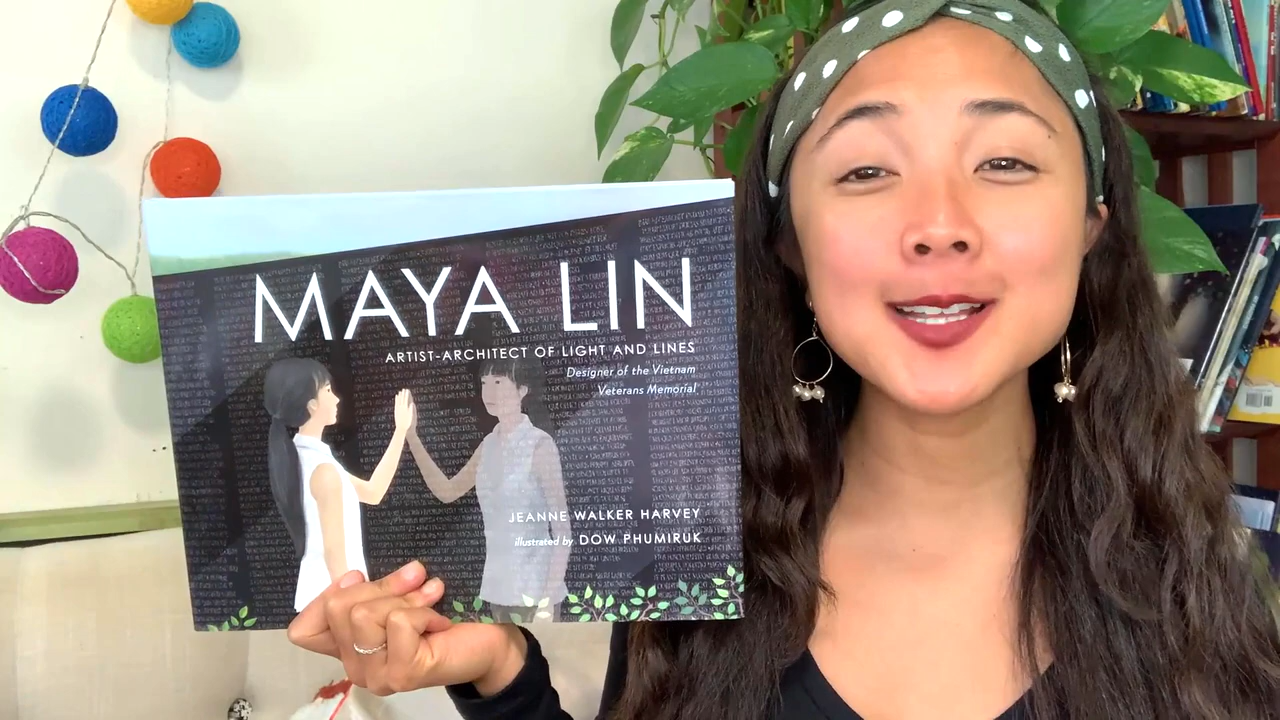 MAYA LIN
ARTIST-ARCHITECT OF LIGHT AND LINES
Designer of the Vietnam
Veterans Memorial
JEANNE WALKER HARVEY
illustrated by DOW PHUMIRUK